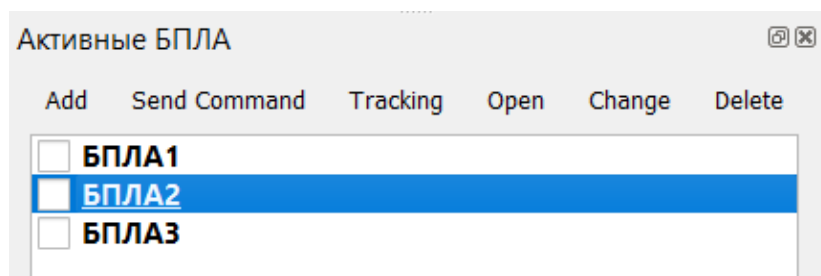 Активные БПЛА
Add Send Command Tracking Open Change Delete
БПЛА1
БПЛА2
БПЛА3